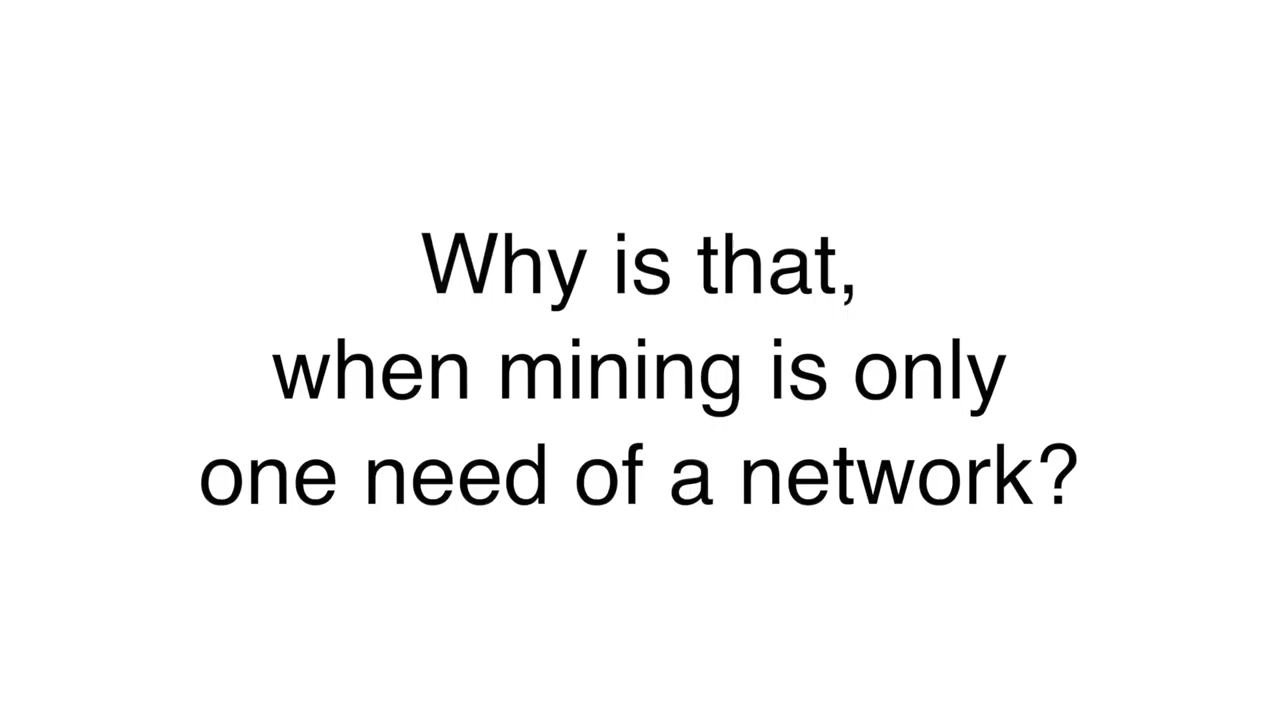 Why is that,
when mining is only
one need of a network?